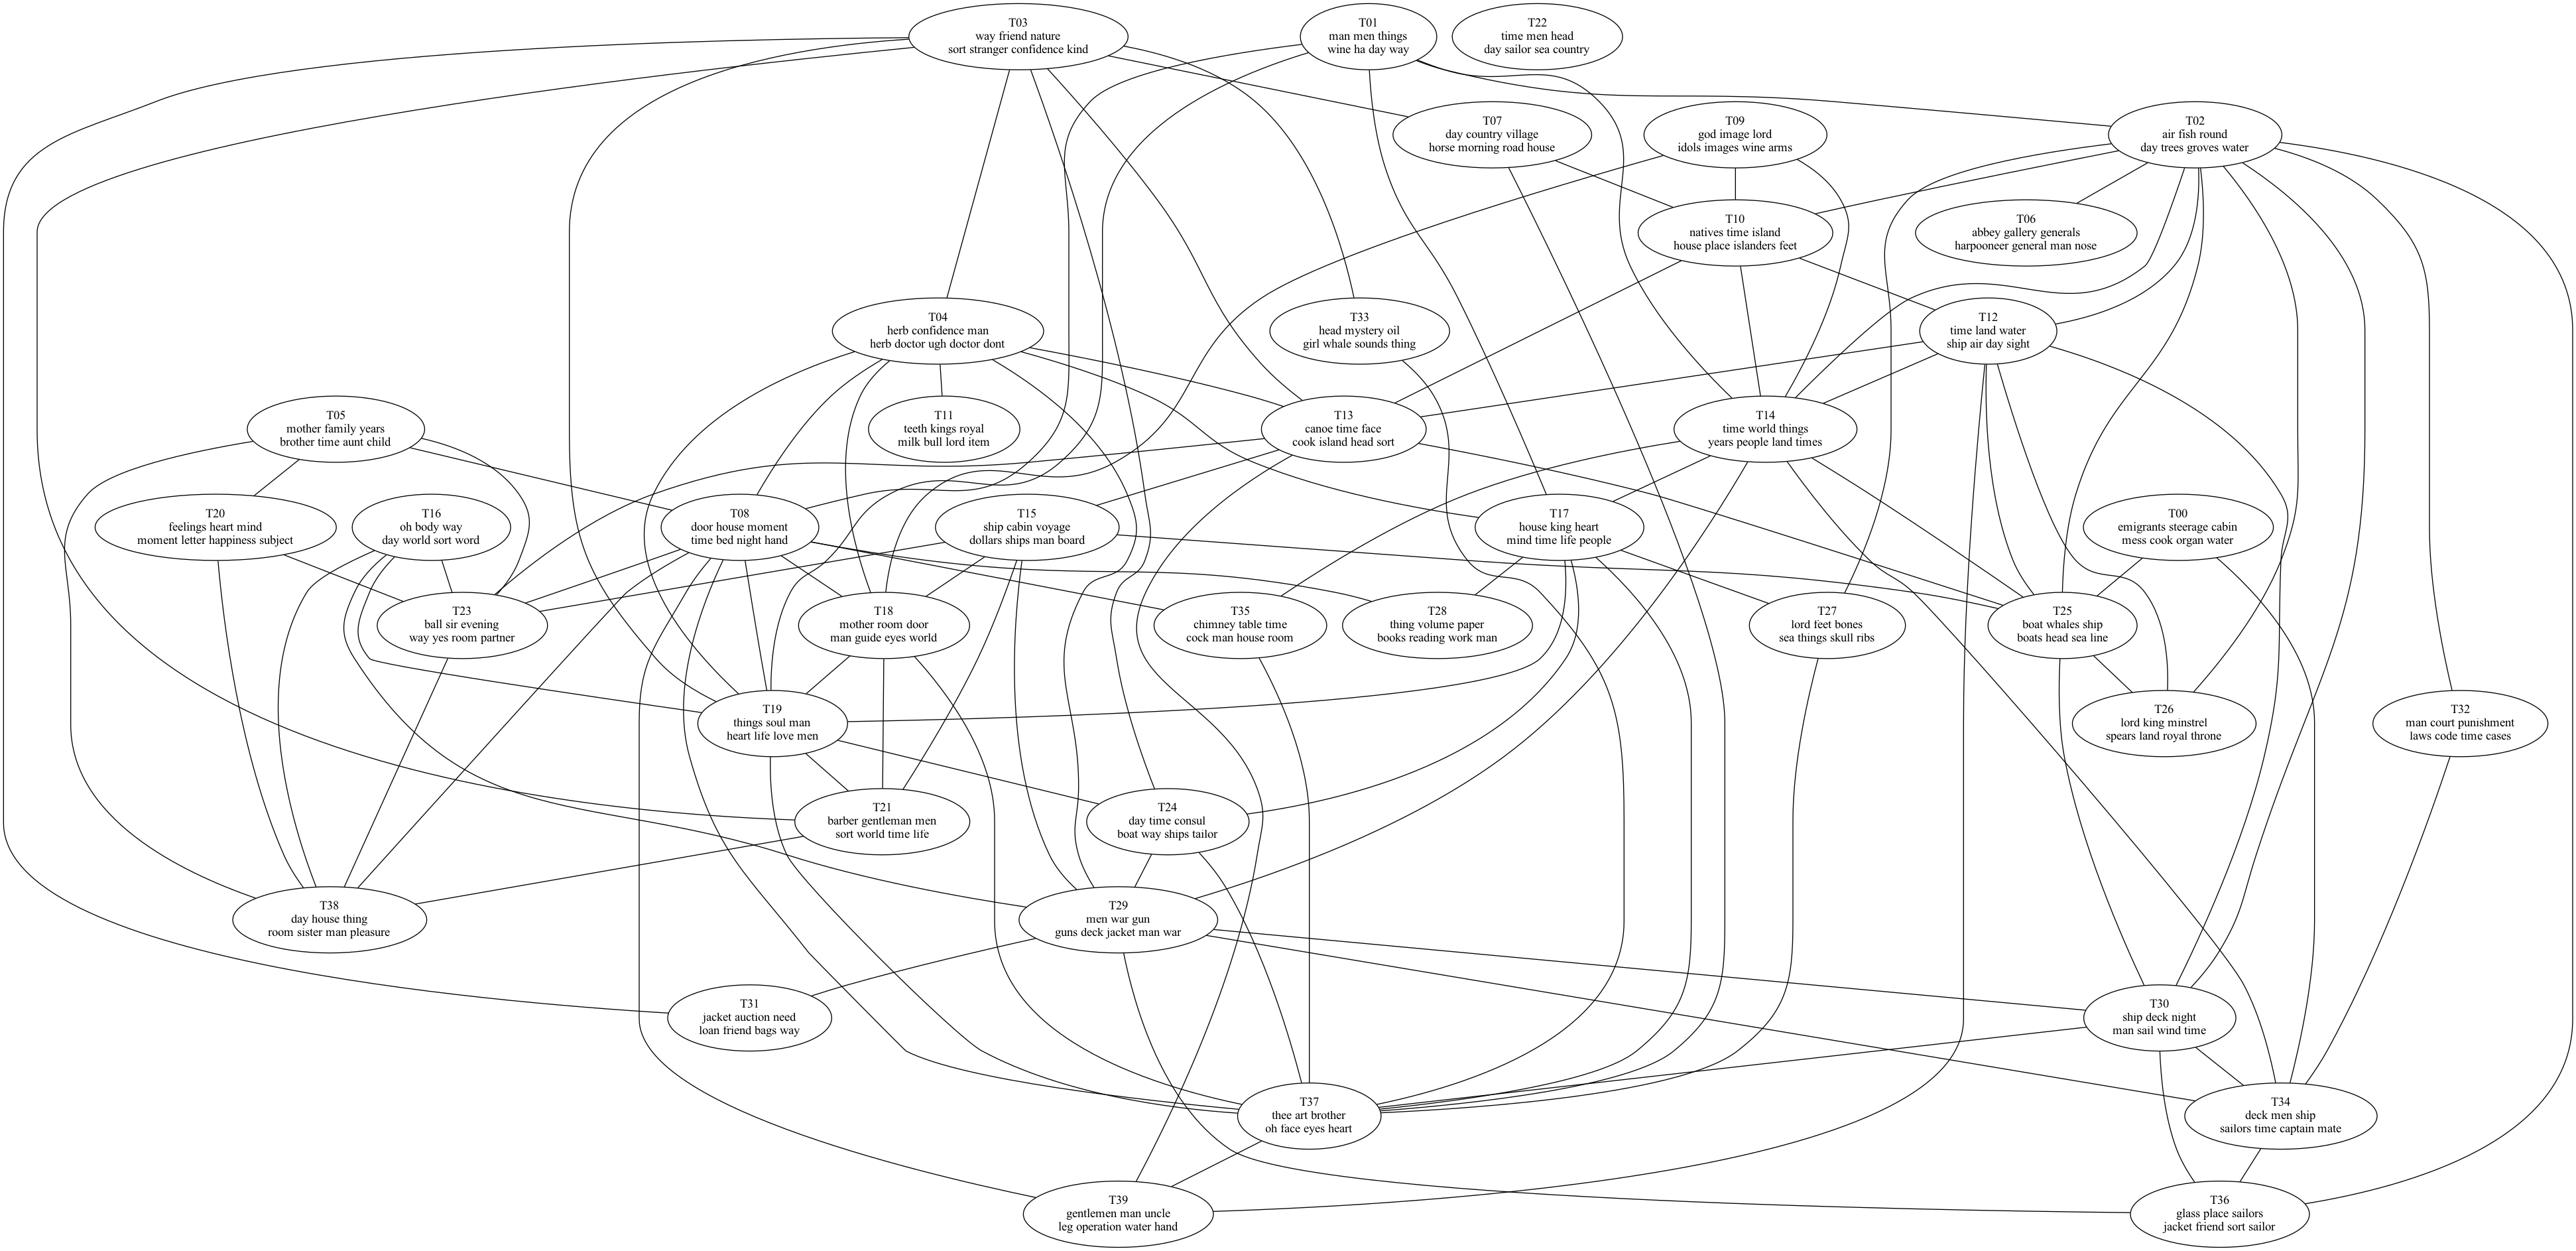 T03
way friend nature
sort stranger confidence kind
T01
man men things
wine ha day way
T22
time men head
day sailor sea country
T07
day country village
horse morning road house
T09
god image lord
idols images wine arms
T02
air fish round
day trees groves water
T10
natives time island
house place islanders feet
T06
abbey gallery generals
harpooneer general man nose
T04
herb confidence man
herb doctor ugh doctor dont
T33
head mystery oil
girl whale sounds thing
T12
time land water
ship air day sight
T05
mother family years
brother time aunt child
T11
teeth kings royal
milk bull lord item
T13
canoe time face
cook island head sort
T14
time world things
years people land times
T20
feelings heart mind
moment letter happiness subject
T16
oh body way
day world sort word
T08
door house moment
time bed night hand
T15
ship cabin voyage
dollars ships man board
T17
house king heart
mind time life people
T00
emigrants steerage cabin
mess cook organ water
T23
ball sir evening
way yes room partner
T18
mother room door
man guide eyes world
T35
chimney table time
cock man house room
T28
thing volume paper
books reading work man
T27
lord feet bones
sea things skull ribs
T25
boat whales ship
boats head sea line
T19
things soul man
heart life love men
T26
lord king minstrel
spears land royal throne
T32
man court punishment
laws code time cases
T21
barber gentleman men
sort world time life
T24
day time consul
boat way ships tailor
T38
day house thing
room sister man pleasure
T29
men war gun
guns deck jacket man war
T31
jacket auction need
loan friend bags way
T30
ship deck night
man sail wind time
T37
thee art brother
oh face eyes heart
T34
deck men ship
sailors time captain mate
T39
gentlemen man uncle
leg operation water hand
T36
glass place sailors
jacket friend sort sailor